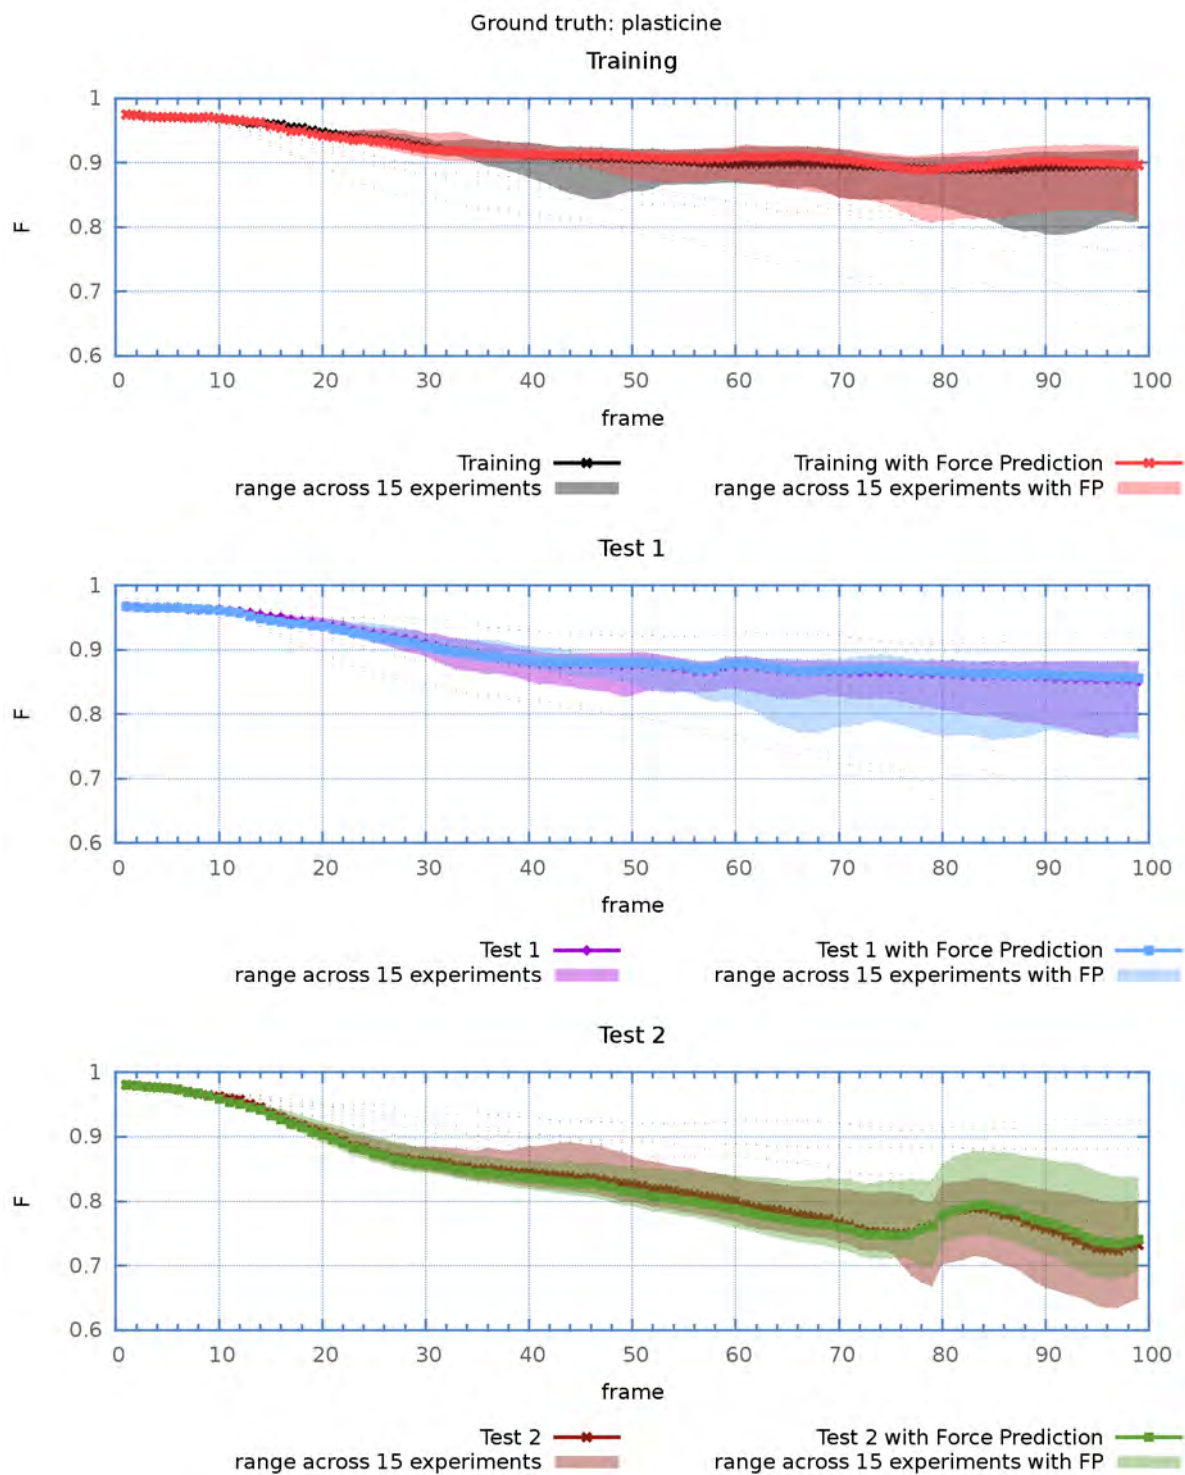 Ground truth: plasticine
Training
1
0.9
0.8
0.7
0.6
F
0 10 20 30 40 50 60 70 80 90 100
frame
Training Training with Force Prediction
range across 15 experiments range across 15 experiments with FP
Test 1
1
0.9
0.8
0.7
0.6
F
0 10 20 30 40 50 60 70 80 90 100
frame
Test 1 Test 1 with Force Prediction
range across 15 experiments range across 15 experiments with FP
Test 2
1
0.9
0.8
0.7
0.6
F
0 10 20 30 40 50 60 70 80 90 100
frame
Test 2 Test 2 with Force Prediction
range across 15 experiments range across 15 experiments with FP